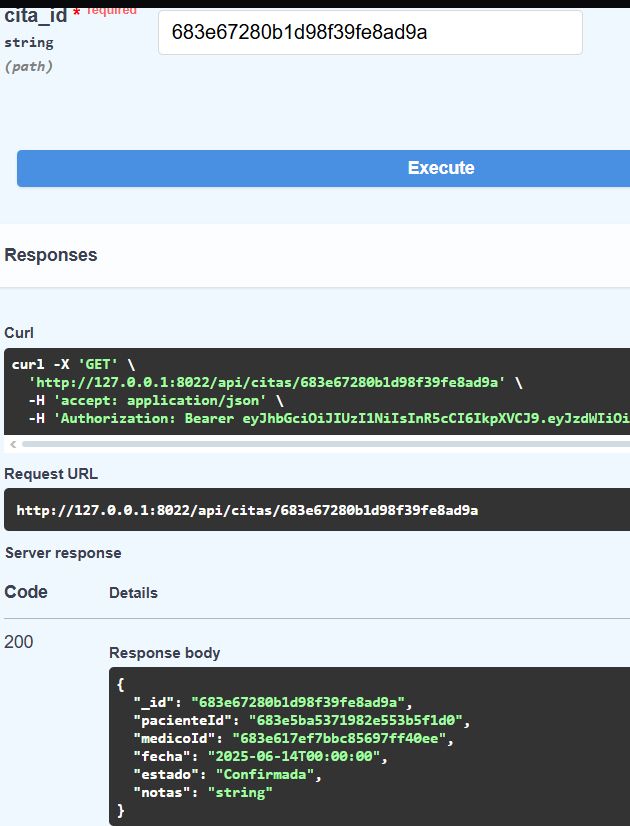 cita_id * required
683e67280b1d98f39fe8ad9a
string
(path)
Execute
Responses
Curl
curl -X 'GET' \
'http://127.0.0.1:8022/api/citas/683e67280b1d98f39fe8ad9a' \
-H 'accept: application/json' \
-H 'Authorization: Bearer eyJhbGciOiJIUzI1NiIsInR5cCI6IkpXVCJ9.eyJzdWIiOi
Request URL
http://127.0.0.1:8022/api/citas/683e67280b1d98f39fe8ad9a
Server response
Code Details
200
Response body
{
"_id": "683e67280b1d98f39fe8ad9a",
"pacienteId": "683e5ba5371982e553b5f1d0",
"medicoId": "683e617ef7bbc85697ff40ee",
"fecha": "2025-06-14T00:00:00",
"estado": "Confirmada",
"notas": "string"
}